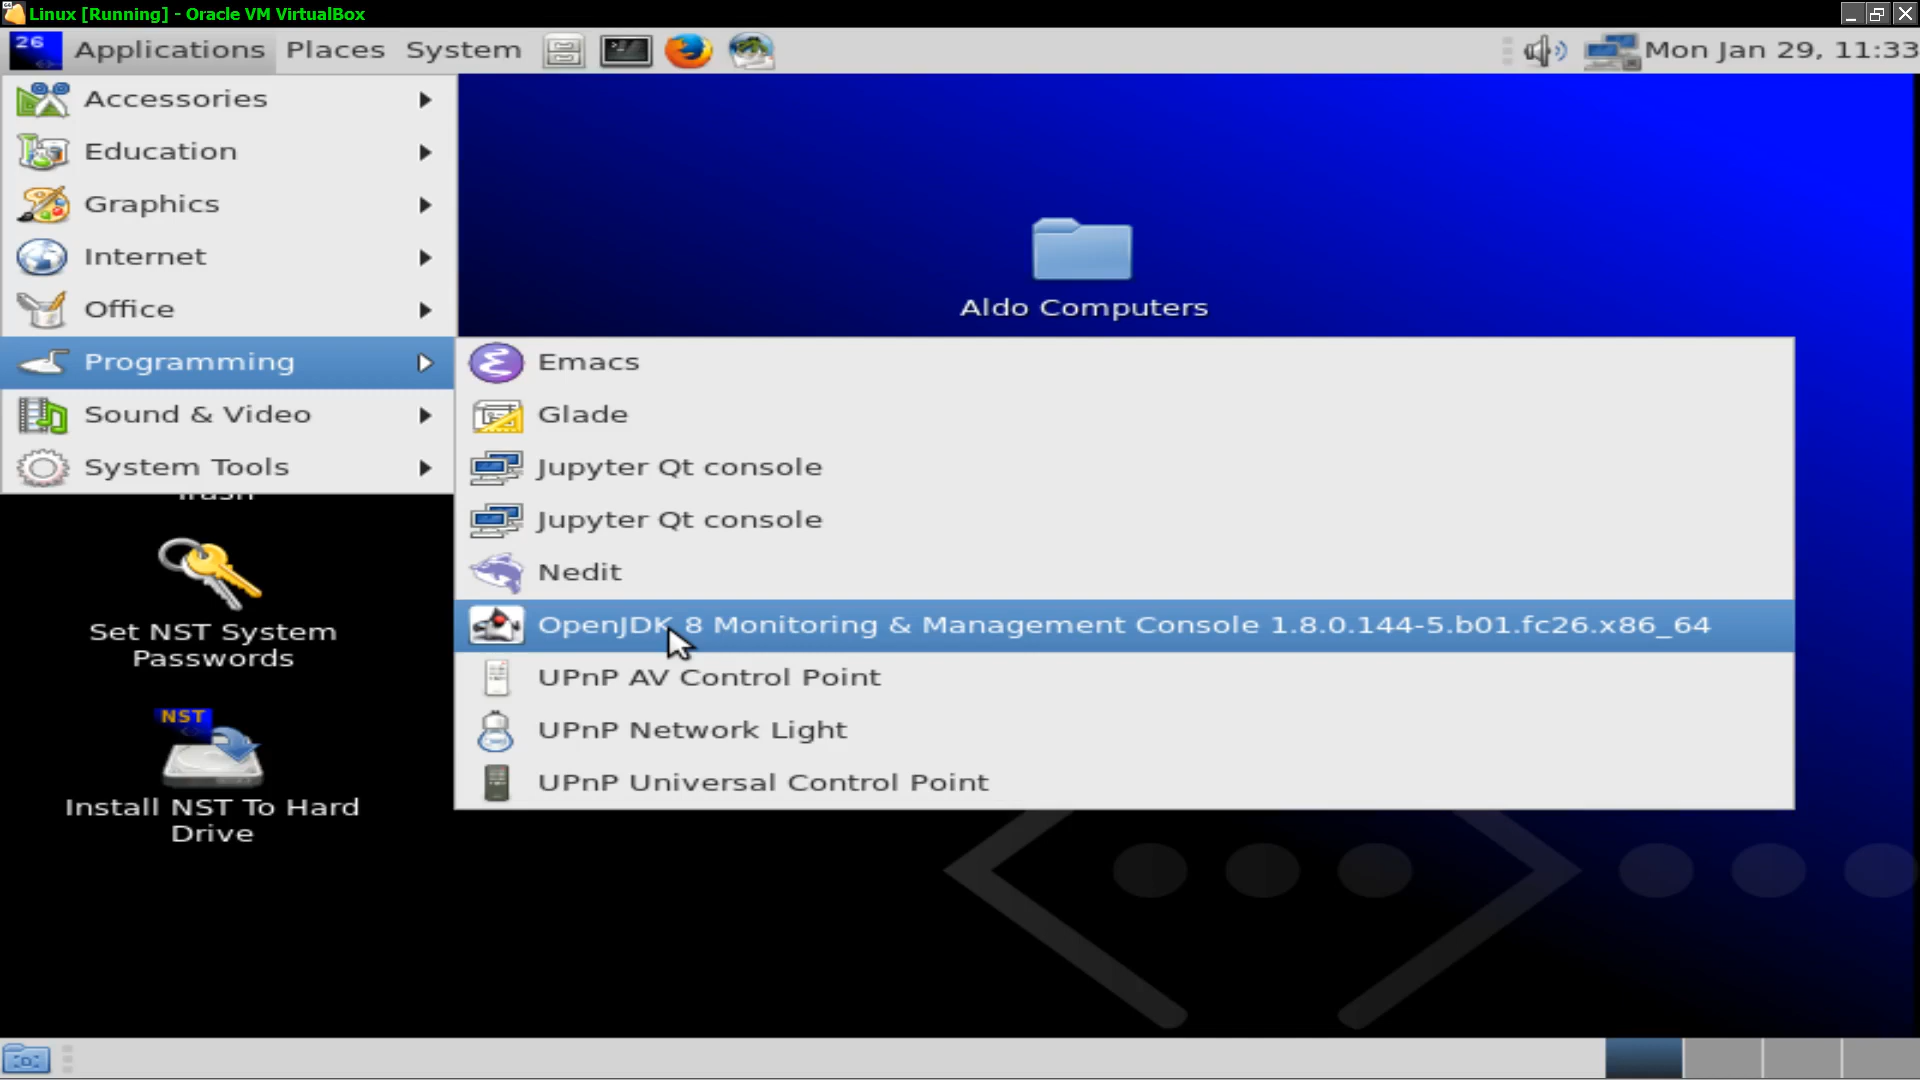 Linux [Running] - Oracle VM VirtualBox
26
Applications Places System
Mon Jan 29, 11:33
Accessories
Education
Graphics
Internet
Office
Programming
Sound & Video
System Tools
Aldo Computers
Emacs
Glade
Jupyter Qt console
Jupyter Qt console
Nedit
OpenJDK 8 Monitoring & Management Console 1.8.0.144-5.b01.fc26.x86_64
UPnP AV Control Point
UPnP Network Light
UPnP Universal Control Point
Trash
Set NST System
Passwords
NST
Install NST To Hard
Drive